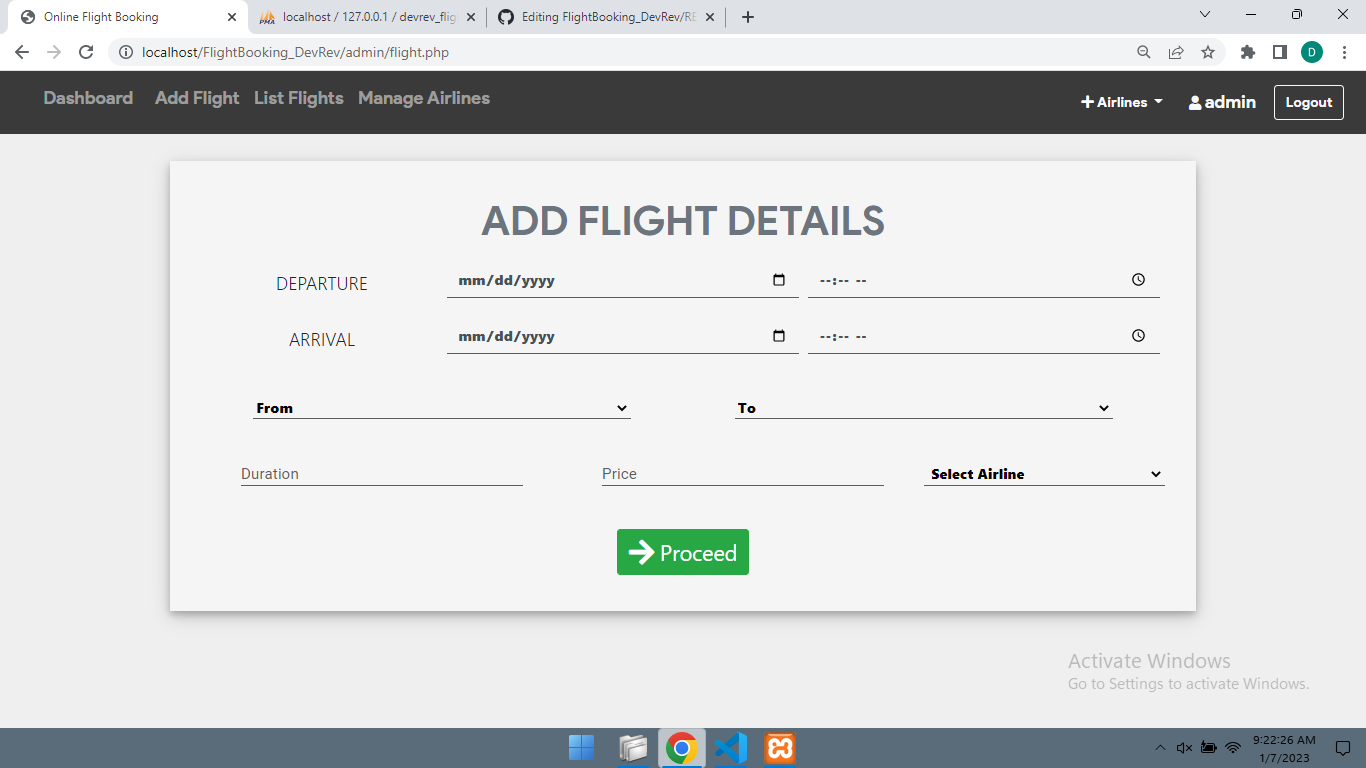 Online Flight Booking
PMA
localhost / 127.0.0.1 / devrev_flig
Editing FlightBooking_DevRev/RE
localhost/FlightBooking_DevRev/admin/flight.php
D
Dashboard Add Flight List Flights Manage Airlines
Airlines
admin
Logout
ADD FLIGHT DETAILS
DEPARTURE mm/dd/yyyy --:-- --
ARRIVAL mm/dd/yyyy --:-- --
From To
Duration Price Select Airline
Proceed
Activate Windows
Go to Settings to activate Windows.
9:22:26 AM
1/7/2023